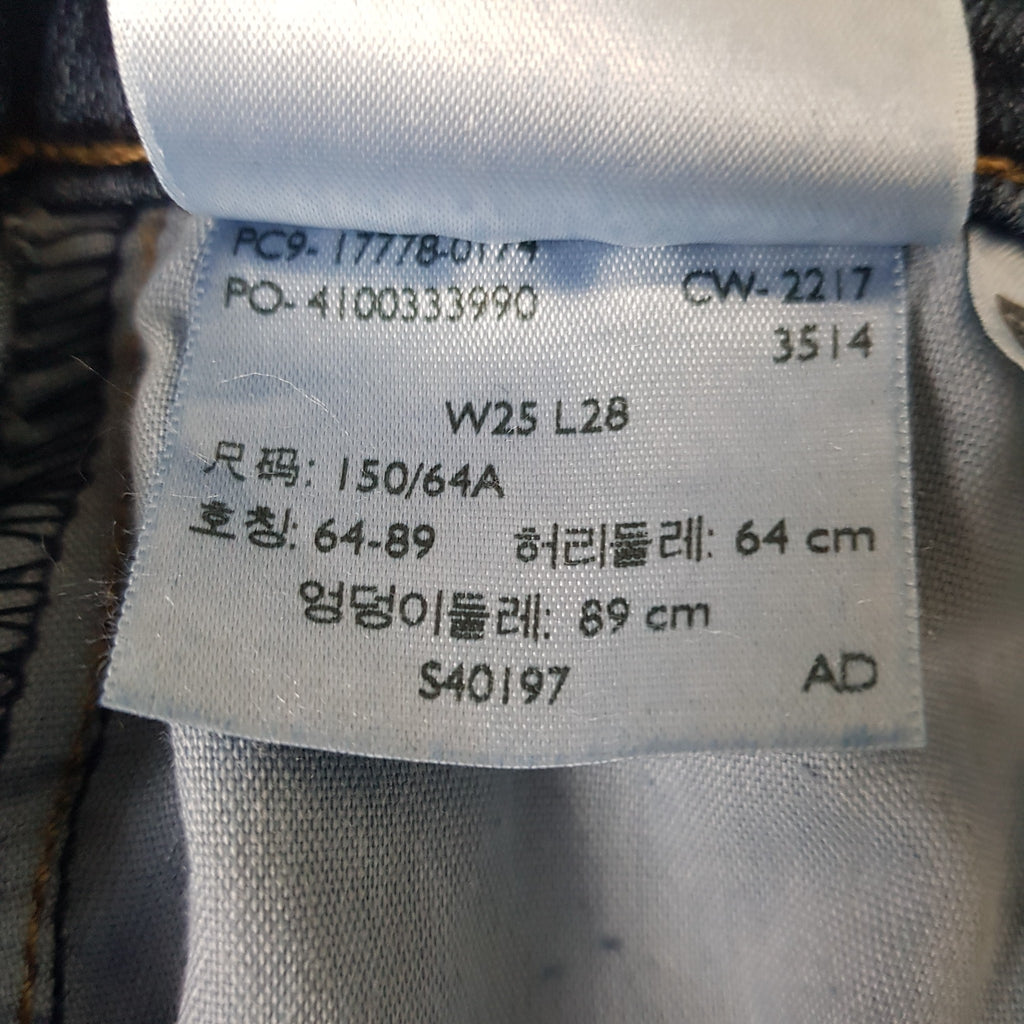 PC9- 17778-0174
PO- 4100333990
CW- 2217
3514
W25 L28
尺码: 150/64A
호칭: 64-89 허리둘레: 64 cm
엉덩이둘레: 89 cm
S40197 AD